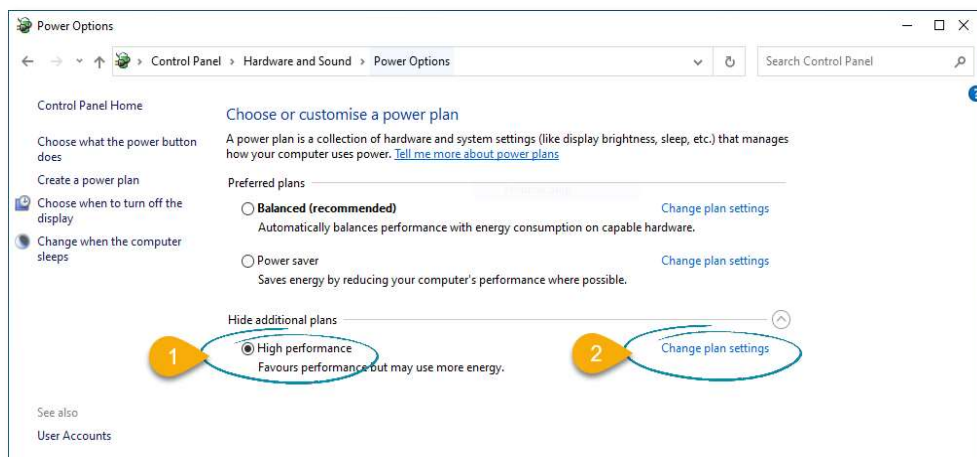 Power Options
Control Panel > Hardware and Sound > Power Options
Search Control Panel
Control Panel Home
Choose what the power button
does
Create a power plan
Choose when to turn off the
display
Change when the computer
sleeps
See also
User Accounts
Choose or customise a power plan
A power plan is a collection of hardware and system settings (like display brightness, sleep, etc.) that manages
how your computer uses power. Tell me more about power plans
Preferred plans
Balanced (recommended) Change plan settings
Automatically balances performance with energy consumption on capable hardware.
Power saver Change plan settings
Saves energy by reducing your computer's performance where possible.
Hide additional plans
1 High performance 2 Change plan settings
Favours performance but may use more energy.